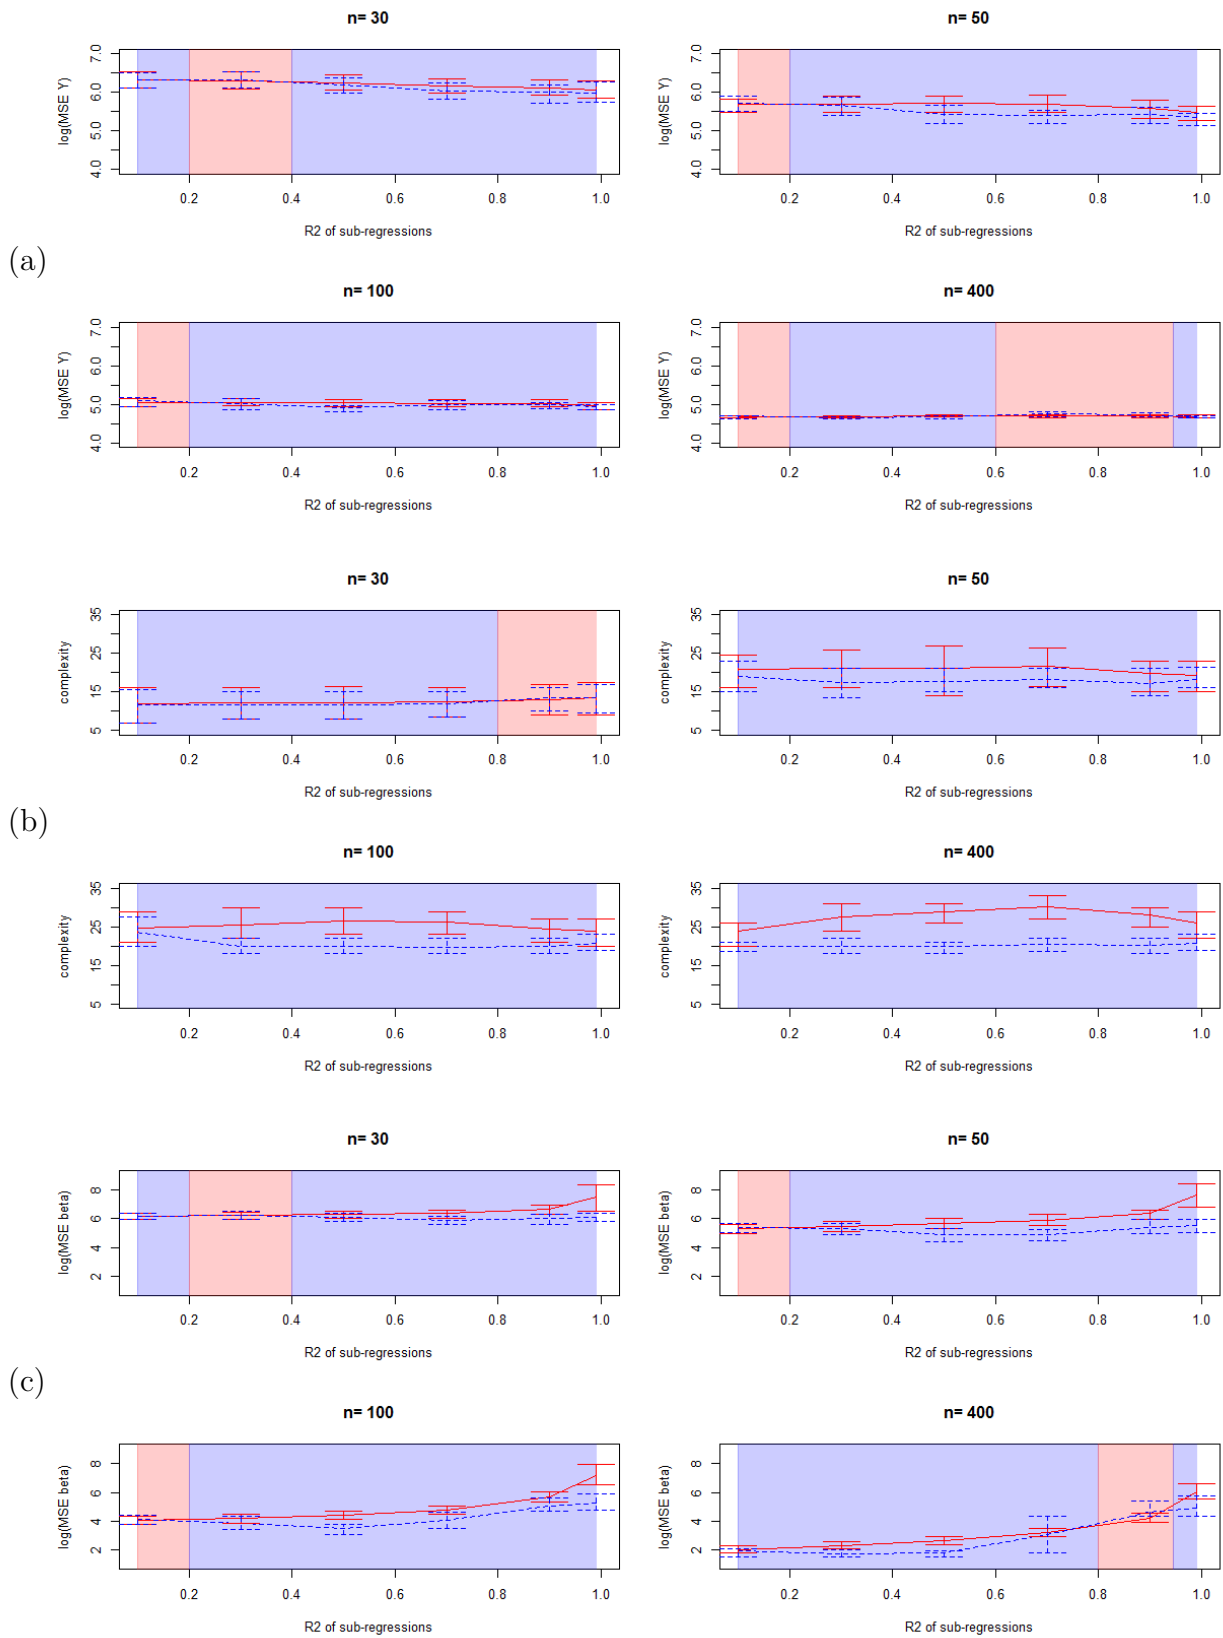 n= 30
log(MSE Y)
4.0 5.0 6.0 7.0
0.2 0.4 0.6 0.8 1.0
R2 of sub-regressions
n= 50
log(MSE Y)
4.0 5.0 6.0 7.0
0.2 0.4 0.6 0.8 1.0
R2 of sub-regressions
(a)
n= 100
log(MSE Y)
4.0 5.0 6.0 7.0
0.2 0.4 0.6 0.8 1.0
R2 of sub-regressions
n= 400
log(MSE Y)
4.0 5.0 6.0 7.0
0.2 0.4 0.6 0.8 1.0
R2 of sub-regressions
n= 30
complexity
5 15 25 35
0.2 0.4 0.6 0.8 1.0
R2 of sub-regressions
n= 50
complexity
5 15 25 35
0.2 0.4 0.6 0.8 1.0
R2 of sub-regressions
(b)
n= 100
complexity
5 15 25 35
0.2 0.4 0.6 0.8 1.0
R2 of sub-regressions
n= 400
complexity
5 15 25 35
0.2 0.4 0.6 0.8 1.0
R2 of sub-regressions
n= 30
log(MSE beta)
2 4 6 8
0.2 0.4 0.6 0.8 1.0
R2 of sub-regressions
n= 50
log(MSE beta)
2 4 6 8
0.2 0.4 0.6 0.8 1.0
R2 of sub-regressions
(c)
n= 100
log(MSE beta)
2 4 6 8
0.2 0.4 0.6 0.8 1.0
R2 of sub-regressions
n= 400
log(MSE beta)
2 4 6 8
0.2 0.4 0.6 0.8 1.0
R2 of sub-regressions